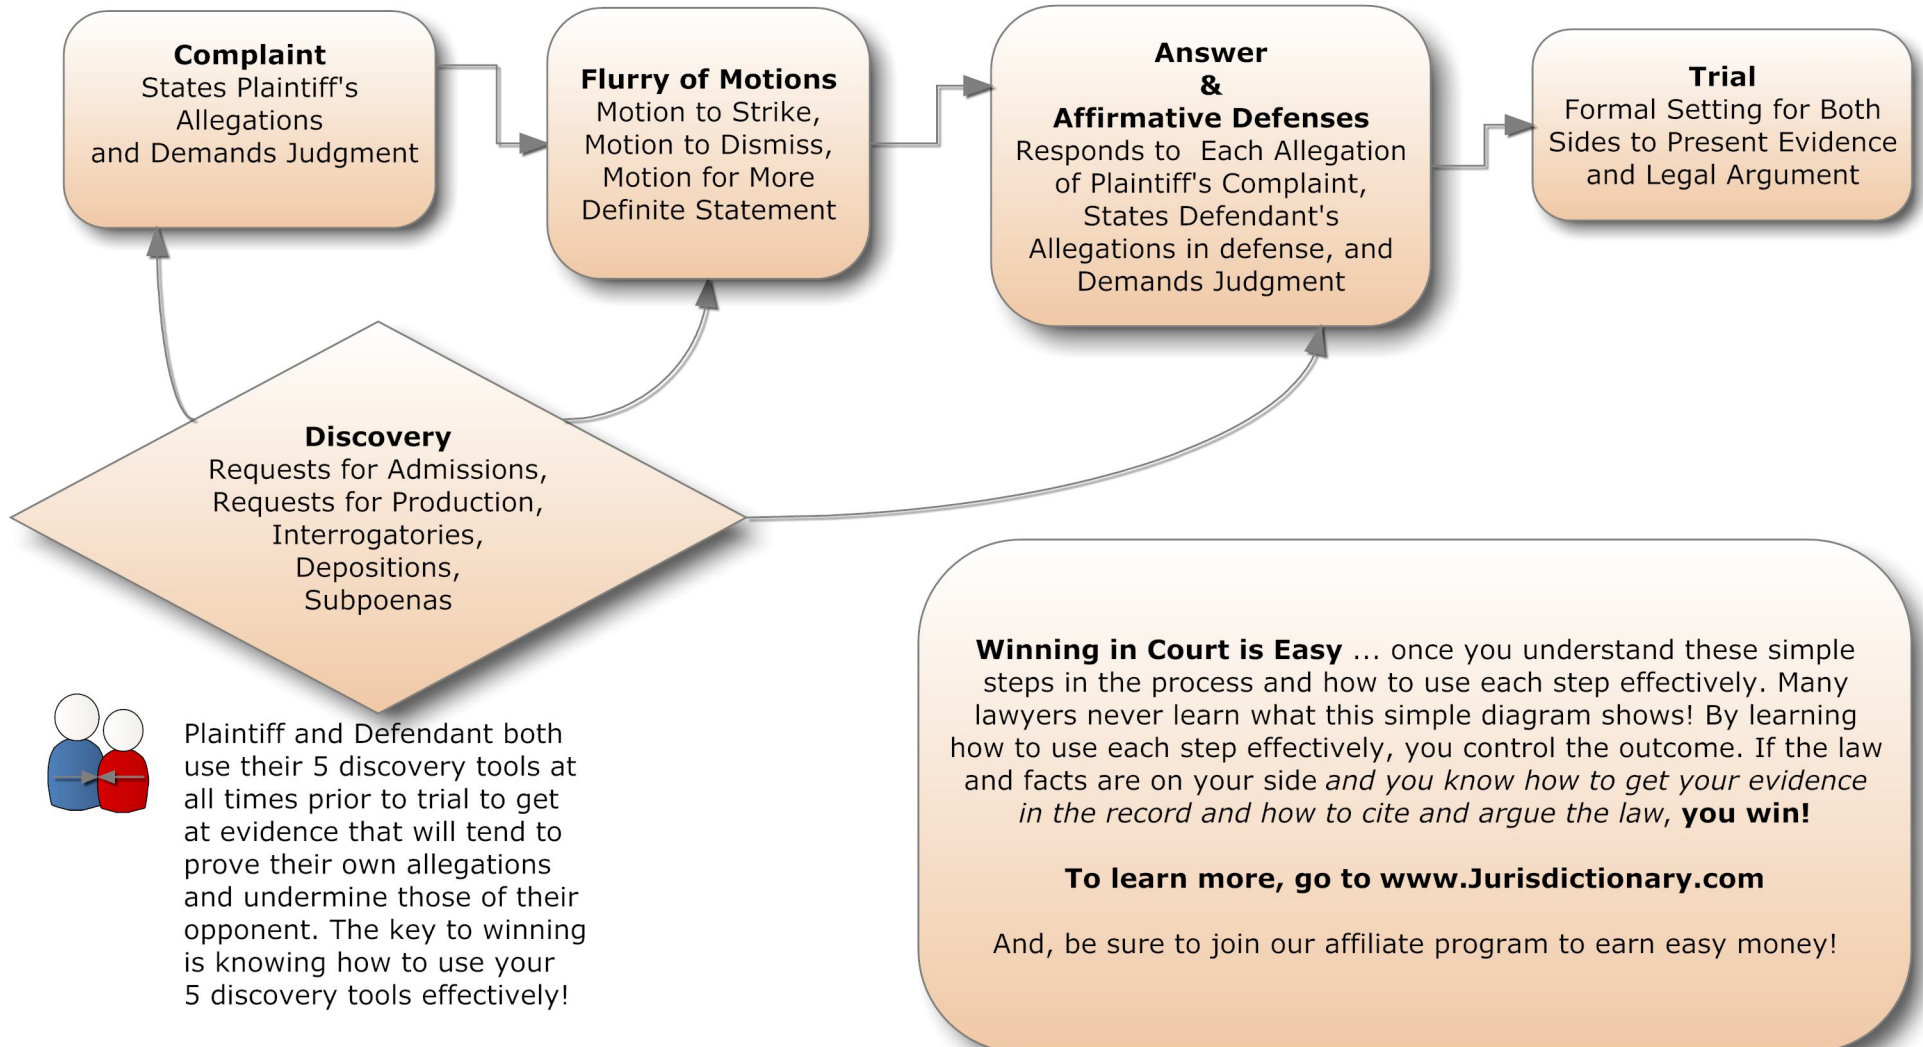 Complaint
States Plaintiff's
Allegations
and Demands Judgment
Flurry of Motions
Motion to Strike,
Motion to Dismiss,
Motion for More
Definite Statement
Answer
&
Affirmative Defenses
Responds to  Each Allegation
of Plaintiff's Complaint,
States Defendant's
Allegations in defense, and
Demands Judgment
Trial
Formal Setting for Both
Sides to Present Evidence
and Legal Argument
Discovery
Requests for Admissions,
Requests for Production,
Interrogatories,
Depositions,
Subpoenas
Plaintiff and Defendant both
use their 5 discovery tools at
all times prior to trial to get
at evidence that will tend to
prove their own allegations
and undermine those of their
opponent. The key to winning
is knowing how to use your
5 discovery tools effectively!
Winning in Court is Easy ... once you understand these simple
steps in the process and how to use each step effectively. Many
lawyers never learn what this simple diagram shows! By learning
how to use each step effectively, you control the outcome. If the law
and facts are on your side and you know how to get your evidence
in the record and how to cite and argue the law, you win!
To learn more, go to www.Jurisdictionary.com
And, be sure to join our affiliate program to earn easy money!